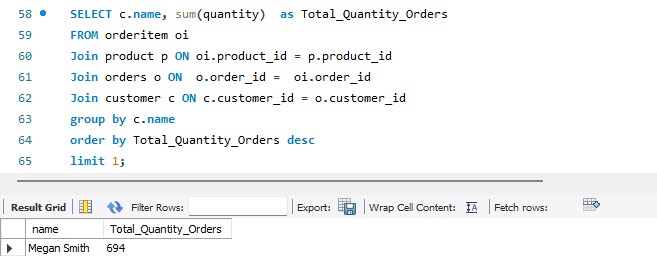 58 SELECT c.name, sum(quantity)  as Total_Quantity_Orders
59 FROM orderitem oi
60 Join product p ON oi.product_id = p.product_id
61 Join orders o ON  o.order_id =  oi.order_id
62 Join customer c ON c.customer_id = o.customer_id
63 group by c.name
64 order by Total_Quantity_Orders desc
65 limit 1;
Result Grid Filter Rows: Export: Wrap Cell Content: IA Fetch rows:
name Total_Quantity_Orders
Megan Smith 694